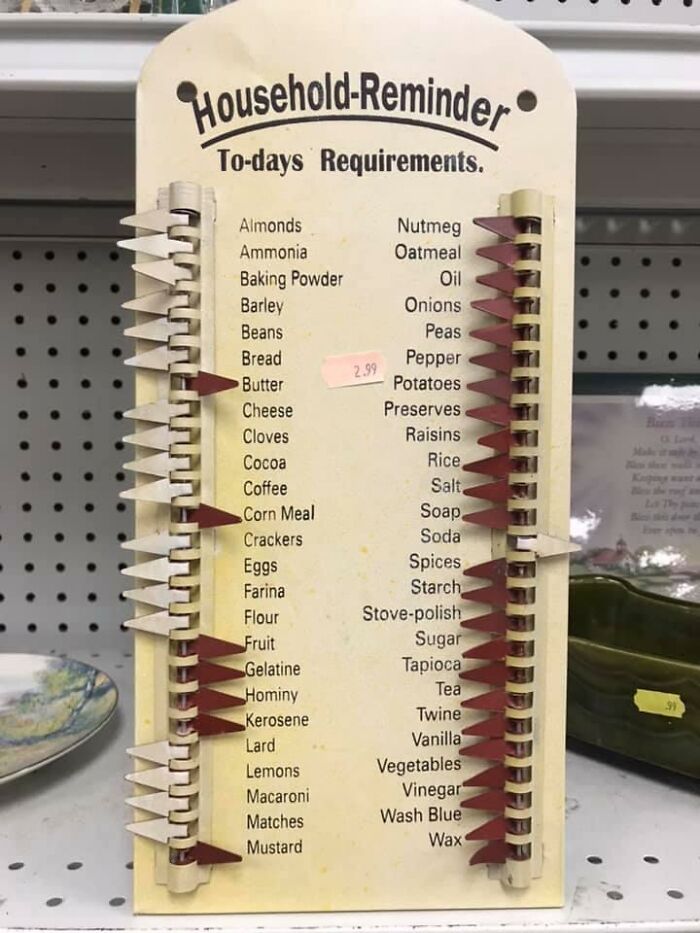 Household-Reminder
To-days Requirements.
Almonds Nutmeg
Ammonia Oatmeal
Baking Powder Oil
Barley Onions
Beans Peas
Bread Pepper
2.99
Butter Potatoes
Cheese Preserves
Cloves Raisins
Cocoa Rice
Coffee Salt
Corn Meal Soap
Crackers Soda
Eggs Spices
Farina Starch
Flour Stove-polish
Fruit Sugar
Gelatine Tapioca
Hominy Tea
Kerosene Twine
Lard Vanilla
Lemons Vegetables
Macaroni Vinegar
Matches Wash Blue
Mustard Wax
.99